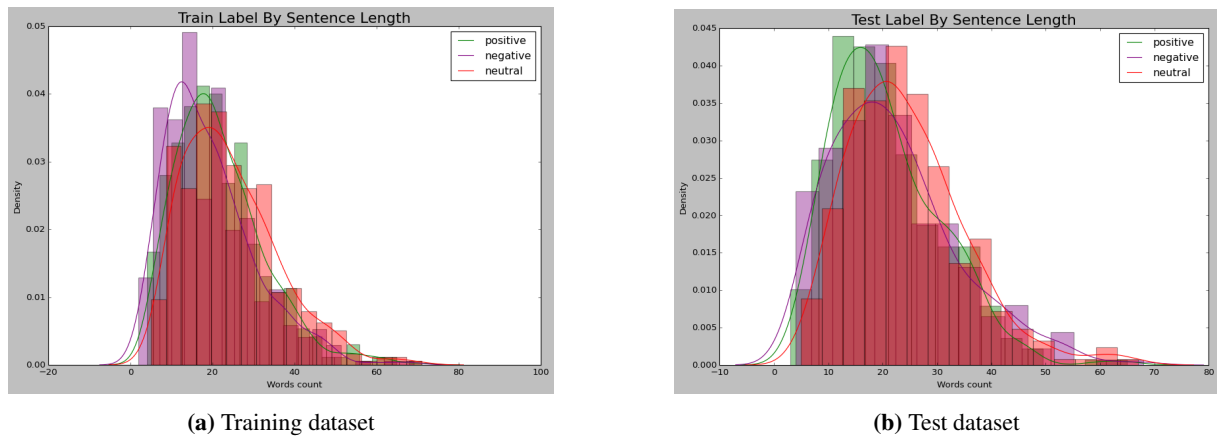 Train Label By Sentence Length
positive
negative
neutral
0.05
0.04
0.03
0.02
0.01
0.00
Density
−20
0
20
40
60
80
100
Words count
(a) Training dataset
Test Label By Sentence Length
positive
negative
neutral
0.045
0.040
0.035
0.030
0.025
0.020
0.015
0.010
0.005
0.000
Density
−10
0
10
20
30
40
50
60
70
80
Words count
(b) Test dataset